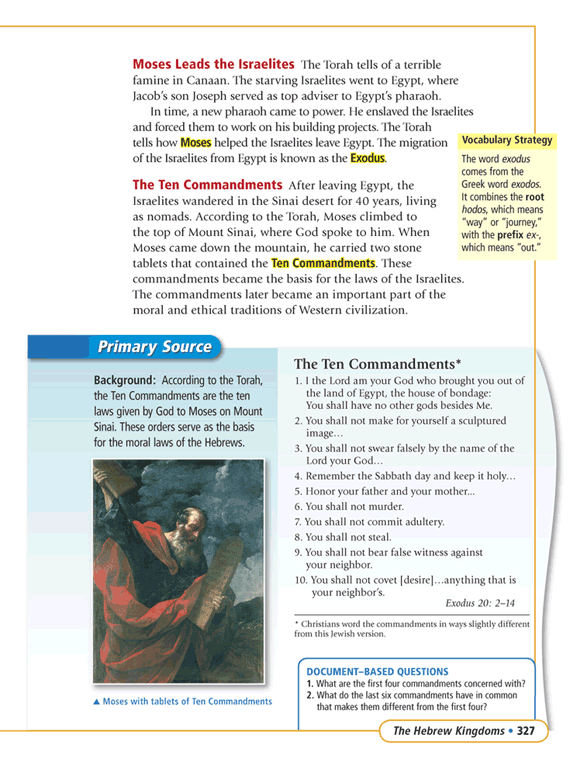 Moses Leads the Israelites The Torah tells of a terrible
famine in Canaan. The starving Israelites went to Egypt, where
Jacob's son Joseph served as top adviser to Egypt's pharaoh.
In time, a new pharaoh came to power. He enslaved the Israelites
and forced them to work on his building projects. The Torah
tells how Moses helped the Israelites leave Egypt. The migration
of the Israelites from Egypt is known as the Exodus.
Vocabulary Strategy
The word exodus
comes from the
Greek word exodos.
It combines the root
hodos, which means
"way" or "journey,"
with the prefix ex-,
which means "out."
The Ten Commandments After leaving Egypt, the
Israelites wandered in the Sinai desert for 40 years, living
as nomads. According to the Torah, Moses climbed to
the top of Mount Sinai, where God spoke to him. When
Moses came down the mountain, he carried two stone
tablets that contained the Ten Commandments. These
commandments became the basis for the laws of the Israelites.
The commandments later became an important part of the
moral and ethical traditions of Western civilization.
Primary Source
Background: According to the Torah,
the Ten Commandments are the ten
laws given by God to Moses on Mount
Sinai. These orders serve as the basis
for the moral laws of the Hebrews.
▲ Moses with tablets of Ten Commandments
The Ten Commandments*
1. I the Lord am your God who brought you out of
the land of Egypt, the house of bondage:
You shall have no other gods besides Me.
2. You shall not make for yourself a sculptured
image…
3. You shall not swear falsely by the name of the
Lord your God…
4. Remember the Sabbath day and keep it holy…
5. Honor your father and your mother...
6. You shall not murder.
7. You shall not commit adultery.
8. You shall not steal.
9. You shall not bear false witness against
your neighbor.
10. You shall not covet [desire]…anything that is
your neighbor's.
Exodus 20: 2–14
* Christians word the commandments in ways slightly different
from this Jewish version.
DOCUMENT–BASED QUESTIONS
1. What are the first four commandments concerned with?
2. What do the last six commandments have in common
that makes them different from the first four?
The Hebrew Kingdoms • 327